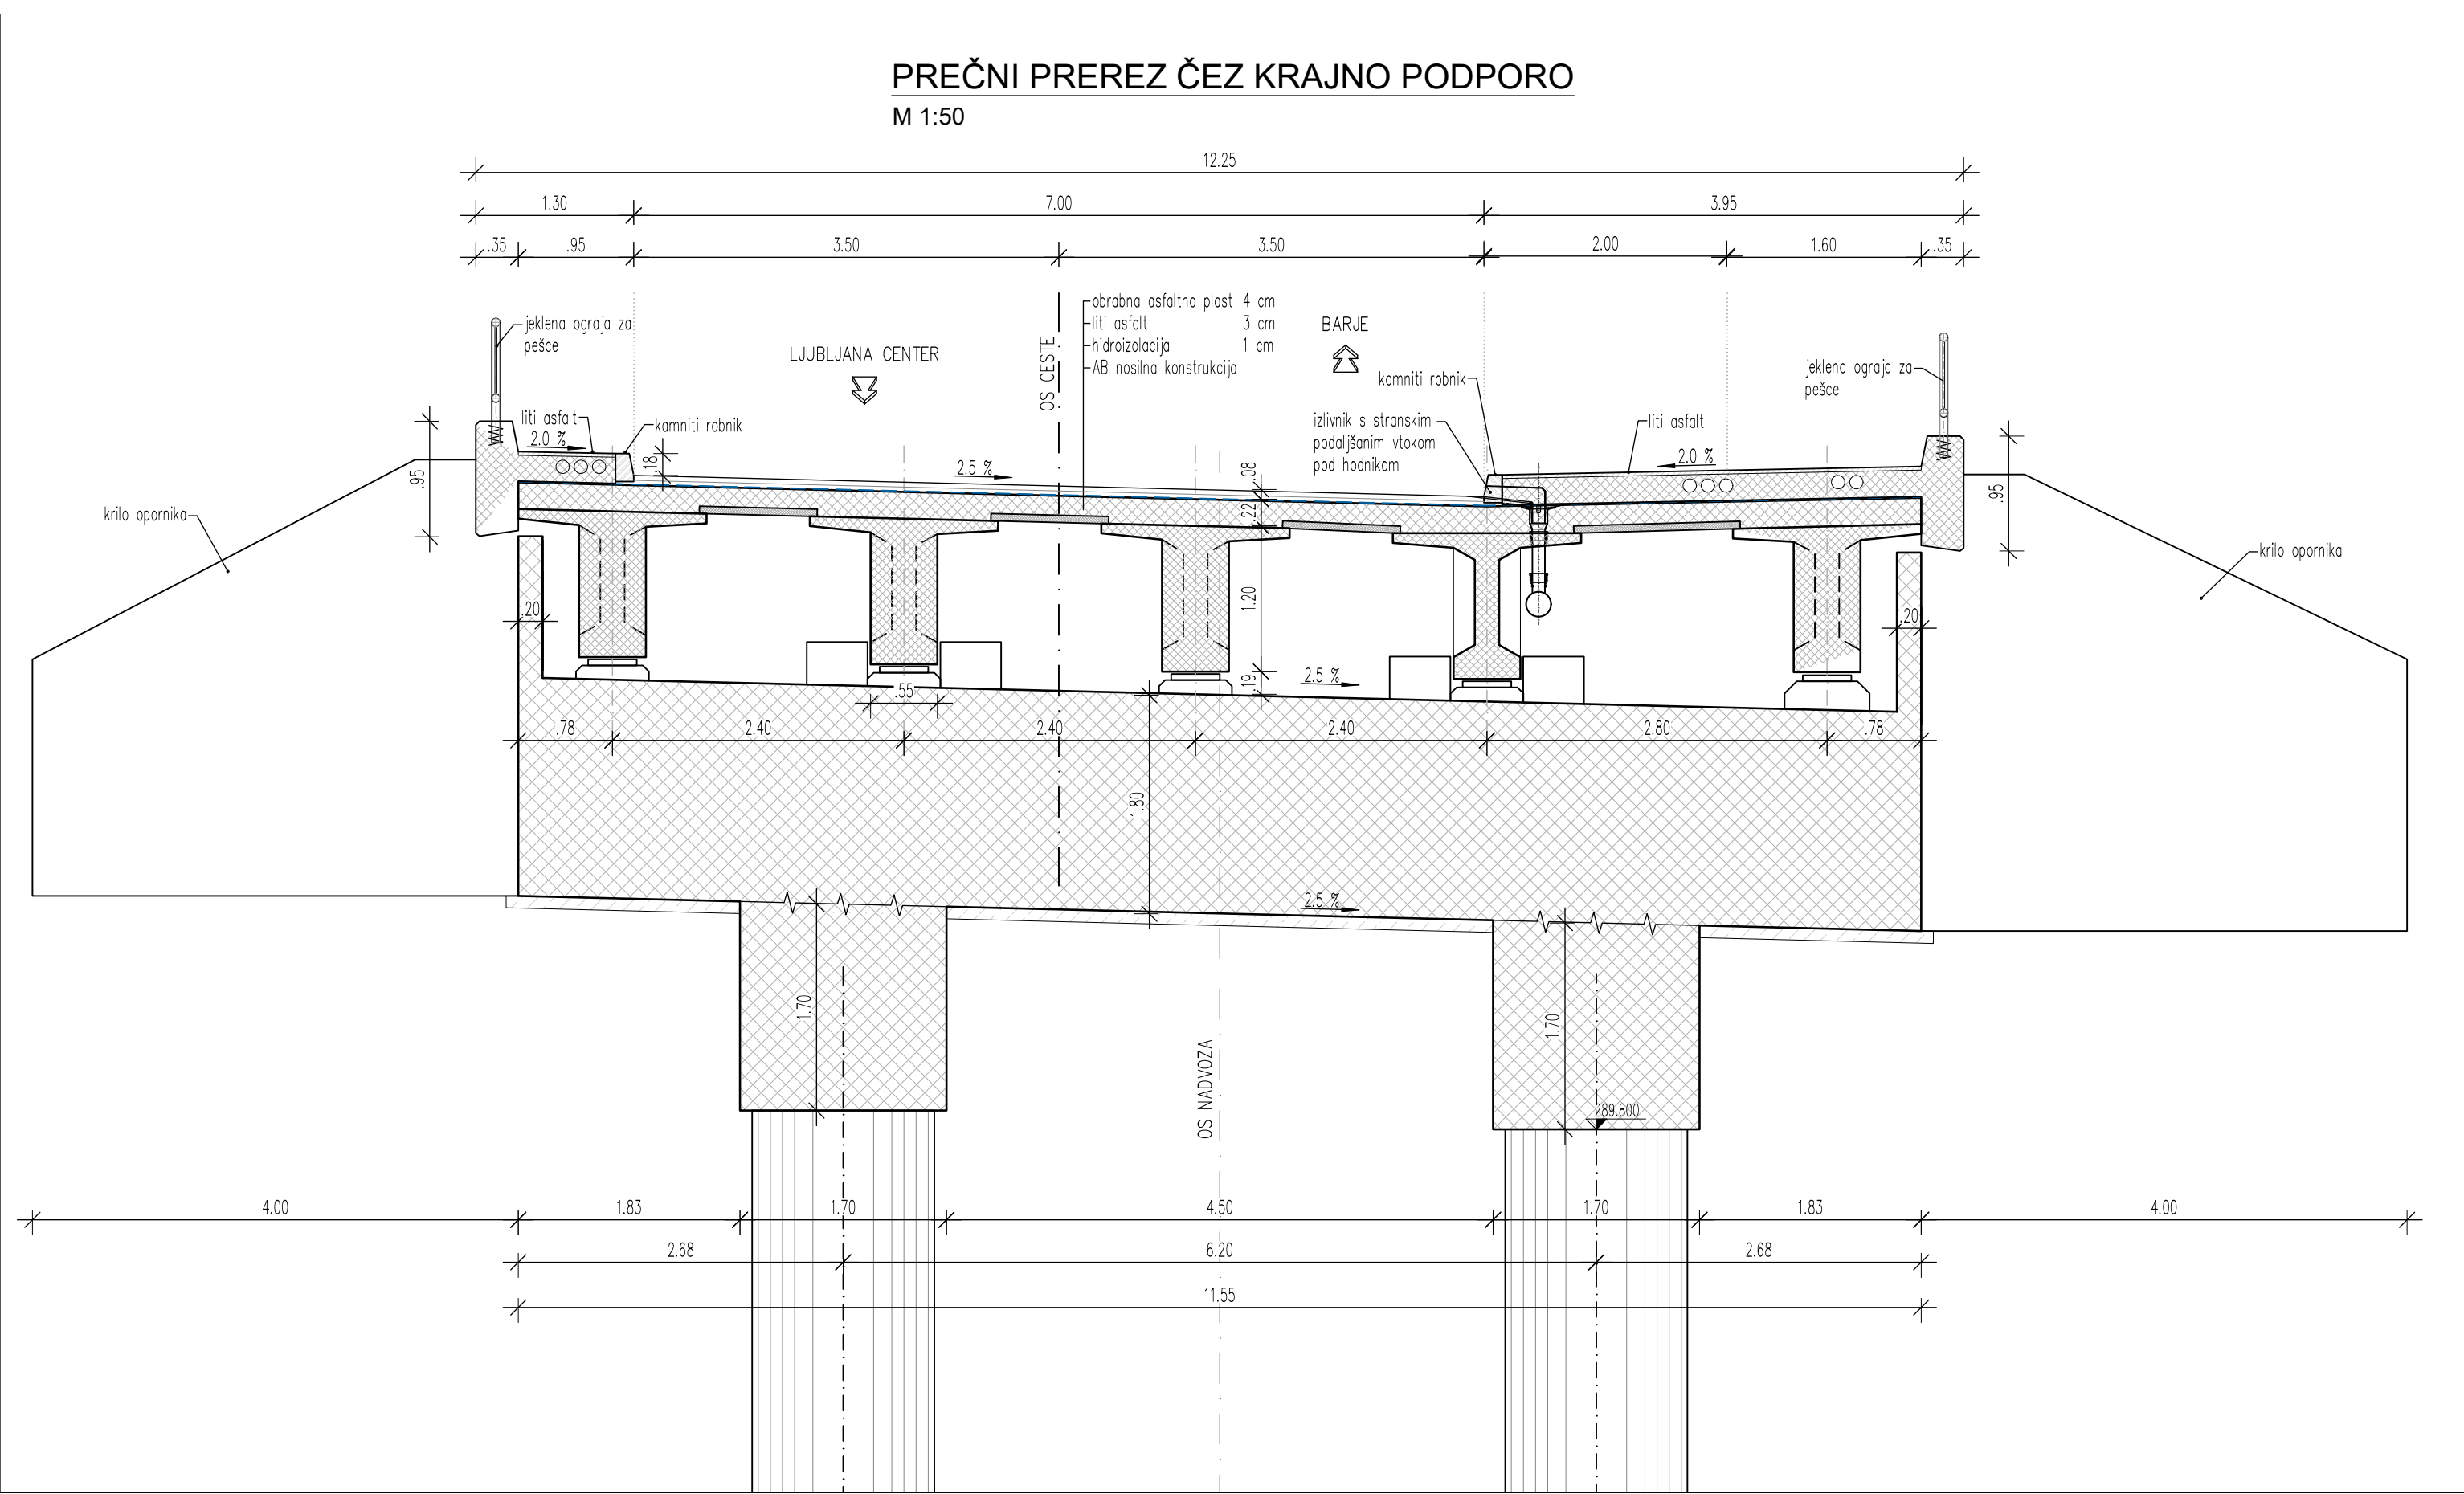 PREČNI PREREZ ČEZ KRAJNO PODPORO
M 1:50
12.25
1.30 7.00 3.95
.35 .95 3.50 3.50 2.00 1.60 .35
obrabna asfaltna plast 4 cm
liti asfalt 3 cm
hidroizolacija 1 cm
AB nosilna konstrukcija
OS CESTE
LJUBLJANA CENTER
BARJE
jeklena ograja za
pešce
liti asfalt
2.0 %
kamniti robnik
.18
2.5 %
.95
krilo opornika
kamniti robnik
izlivnik s stranskim
podaljšanim vtokom
pod hodnikom
liti asfalt
2.0 %
jeklena ograja za
pešce
.95
krilo opornika
.08
.22
1.20
.19
.20
.20
.55
2.5 %
.78 2.40 2.40 2.40 2.80 .78
1.80
2.5 %
1.70
1.70
OS NADVOZA
289.800
4.00 1.83 1.70 4.50 1.70 1.83 4.00
2.68 6.20 2.68
11.55